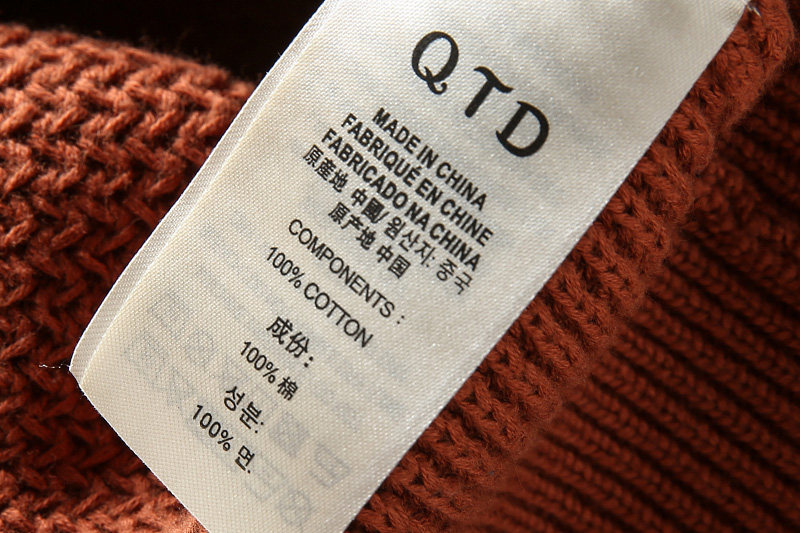 QTD
MADE IN CHINA
FABRIQUÉ EN CHINE
FABRICADO NA CHINA
原産地 中國/ 원산지: 중국
原产地 中国
COMPONENTS :
100% COTTON
成份:
100% 棉
성분:
100% 면.